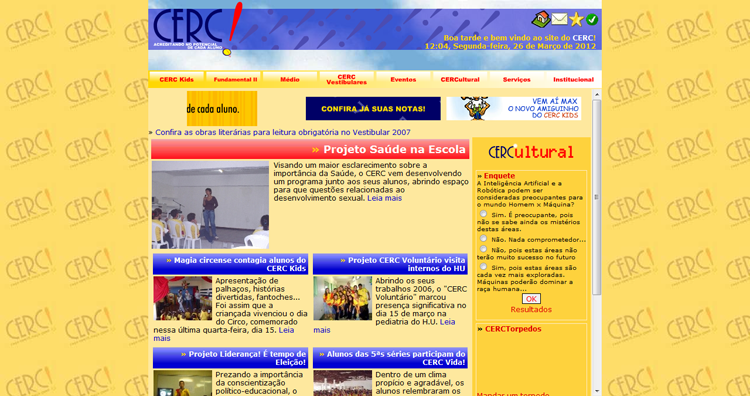 CERC!
ACREDITANDO NO POTENCIAL
DE CADA ALUNO
Boa tarde e bem vindo ao site do CERC!
12:04, Segunda-feira, 26 de Março de 2012
CERC Kids
Fundamental II
Médio
CERC
Vestibulares
Eventos
CERCultural
Serviços
Institucional
de cada aluno.
CONFIRA JÁ SUAS NOTAS!
VEM AÍ MAX
O NOVO AMIGUINHO
DO CERC KIDS
» Confira as obras literárias para leitura obrigatória no Vestibular 2007
» Projeto Saúde na Escola
Visando um maior esclarecimento sobre a
importância da Saúde, o CERC vem desenvolvendo
um programa junto aos seus alunos, abrindo espaço
para que questões relacionadas ao
desenvolvimento sexual. Leia mais
» Magia circense contagia alunos do
CERC Kids
Apresentação de
palhaços, histórias
divertidas, fantoches...
Foi assim que a
criançada vivenciou o dia
do Circo, comemorado
nessa última quarta-feira, dia 15. Leia
mais
» Projeto CERC Voluntário visita
internos do HU
Abrindo os seus
trabalhos 2006, o "CERC
Voluntário" marcou
presença significativa no
dia 15 de março na
pediatria do H.U. Leia
mais
» Projeto Liderança! É tempo de
Eleição!
Prezando a importância
da conscientização
político-educacional, o
» Alunos das 5ªs séries participam do
CERC Vida!
Dentro de um clima
propício e agradável, os
alunos relembraram os
CERCultural
» Enquete
A Inteligência Artificial e a
Robótica podem ser
consideradas preocupantes para
o mundo Homem x Máquina?
Sim. É preocupante, pois
não se sabe ainda os mistérios
destas áreas.
Não. Nada comprometedor...
Não, pois estas áreas não
terão muito sucesso no futuro
Sim, pois estas áreas são
cada vez mais exploradas.
Máquinas poderão dominar a
raça humana...
OK
Resultados
» CERCTorpedos
Mandar um torpedo